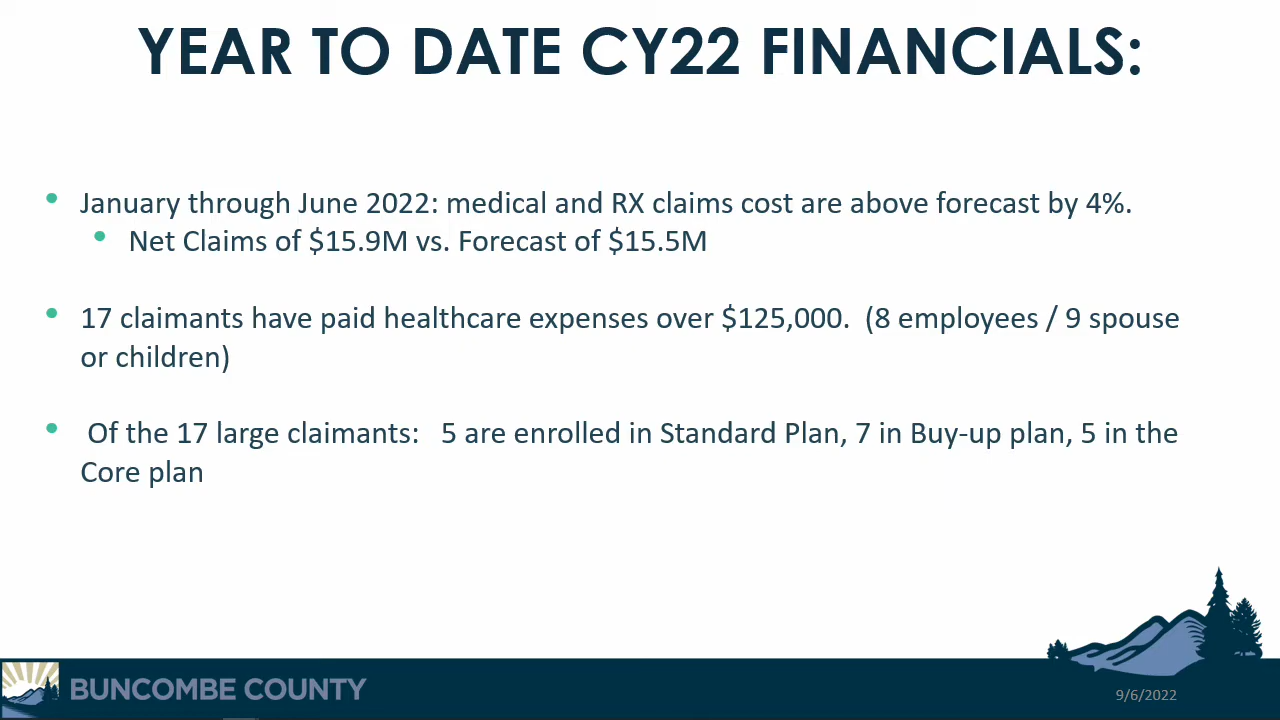 YEAR TO DATE CY22 FINANCIALS:
• January through June 2022: medical and RX claims cost are above forecast by 4%.
• Net Claims of $15.9M vs. Forecast of $15.5M
• 17 claimants have paid healthcare expenses over $125,000.  (8 employees / 9 spouse
or children)
• Of the 17 large claimants:   5 are enrolled in Standard Plan, 7 in Buy-up plan, 5 in the
Core plan
BUNCOMBE COUNTY
9/6/2022